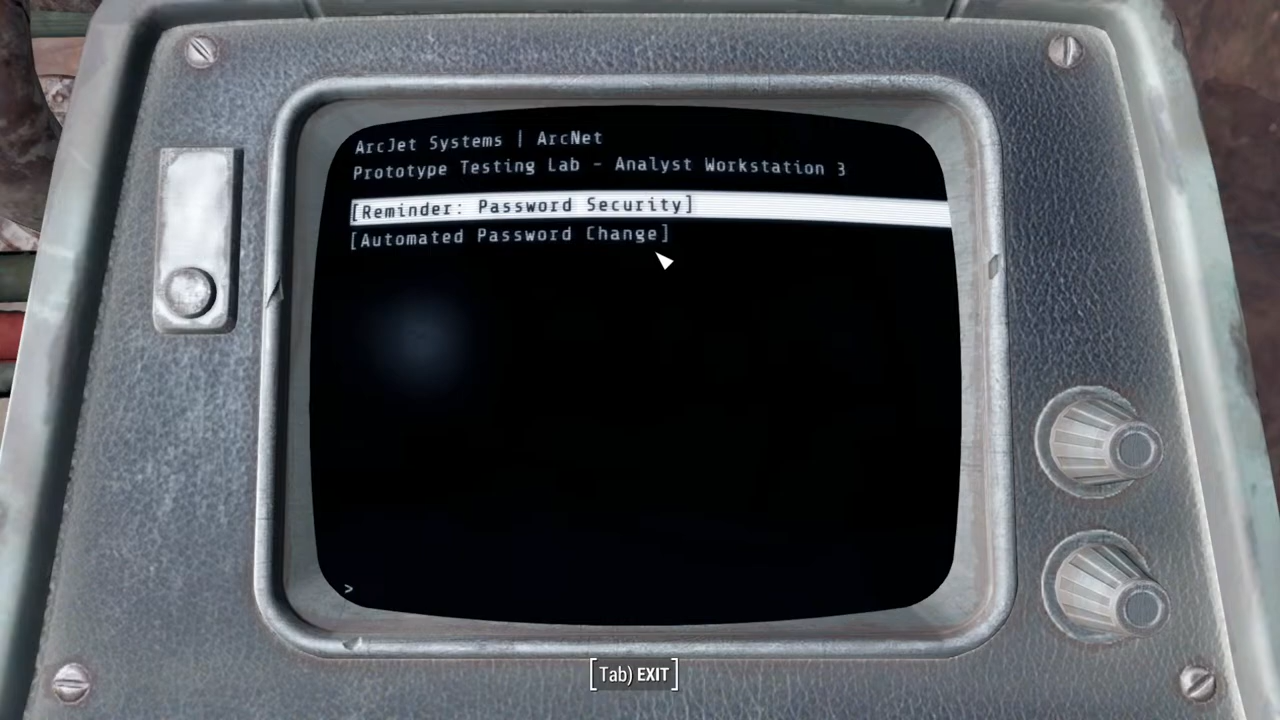 ArcJet Systems | ArcNet
Prototype Testing Lab - Analyst Workstation 3
[Reminder: Password Security]
[Automated Password Change]
>
[Tab) EXIT]